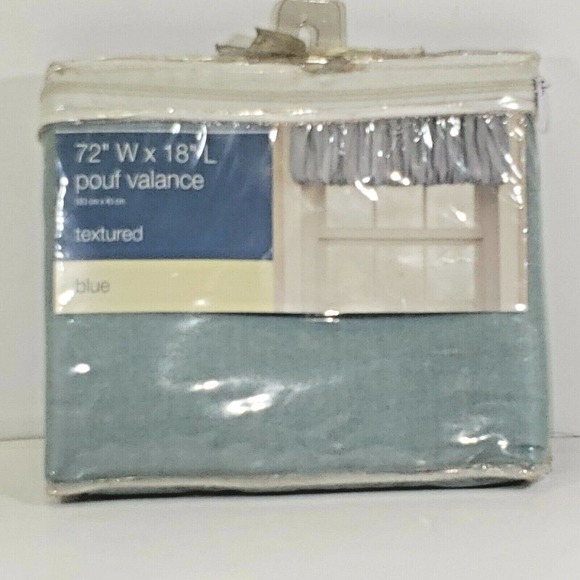 72" W x 18" L
pouf valance
textured
blue